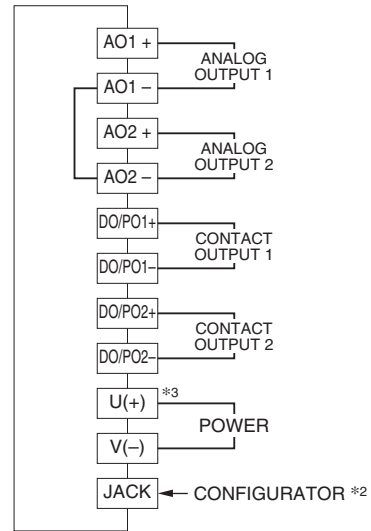 AO1 +
ANALOG
OUTPUT 1
AO1 –
AO2 +
ANALOG
OUTPUT 2
AO2 –
DO/PO1+
CONTACT
OUTPUT 1
DO/PO1–
DO/PO2+
CONTACT
OUTPUT 2
DO/PO2–
U(+) *3
POWER
V(–)
JACK CONFIGURATOR *2